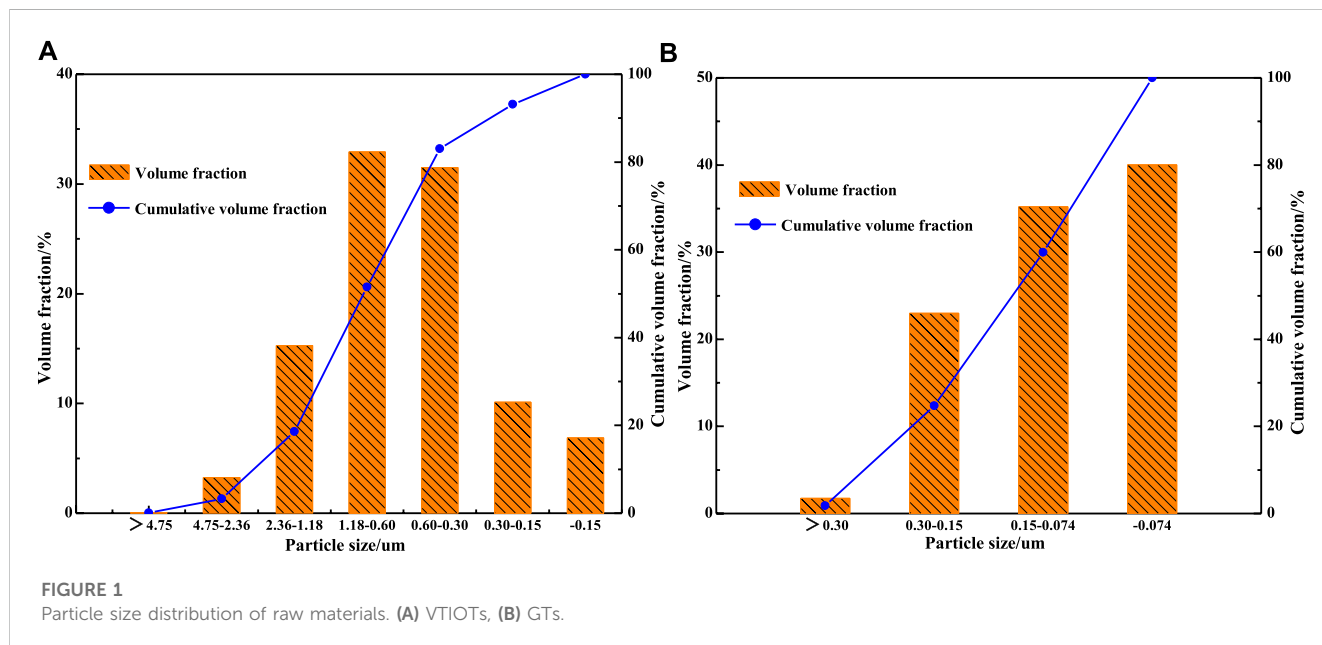 A
40
30
20
10
0
Volume fraction/%
Volume fraction
Cumulative volume fraction
100
80
60
40
20
0
Cumulative volume fraction/%
>4.75 4.75-2.36 2.36-1.18 1.18-0.60 0.60-0.30 0.30-0.15 -0.15
Particle size/um
B
50
40
30
20
10
0
Volume fraction/%
Volume fraction
Cumulative volume fraction
100
80
60
40
20
0
Cumulative volume fraction/%
>0.30 0.30-0.15 0.15-0.074 -0.074
Particle size/um
FIGURE 1
Particle size distribution of raw materials. (A) VTIOTs, (B) GTs.